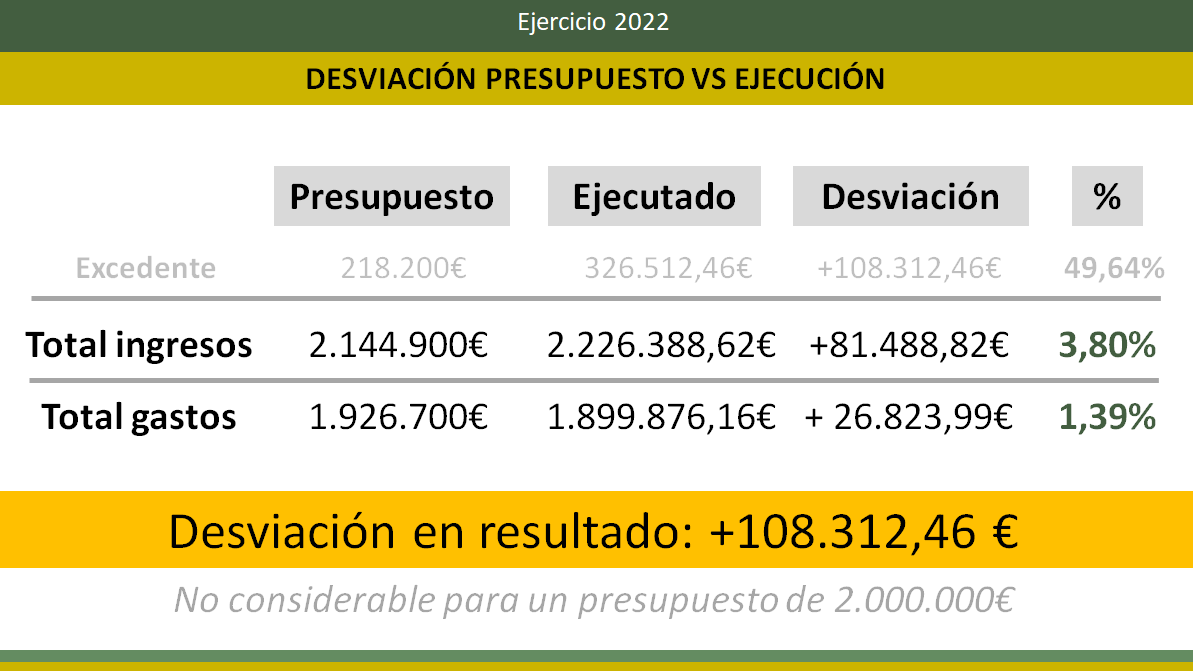 Ejercicio 2022
DESVIACIÓN PRESUPUESTO VS EJECUCIÓN
Presupuesto Ejecutado Desviación %
Excedente 218.200€ 326.512,46€ +108.312,46€ 49,64%
Total ingresos 2.144.900€ 2.226.388,62€ +81.488,82€ 3,80%
Total gastos 1.926.700€ 1.899.876,16€ + 26.823,99€ 1,39%
Desviación en resultado: +108.312,46 €
No considerable para un presupuesto de 2.000.000€